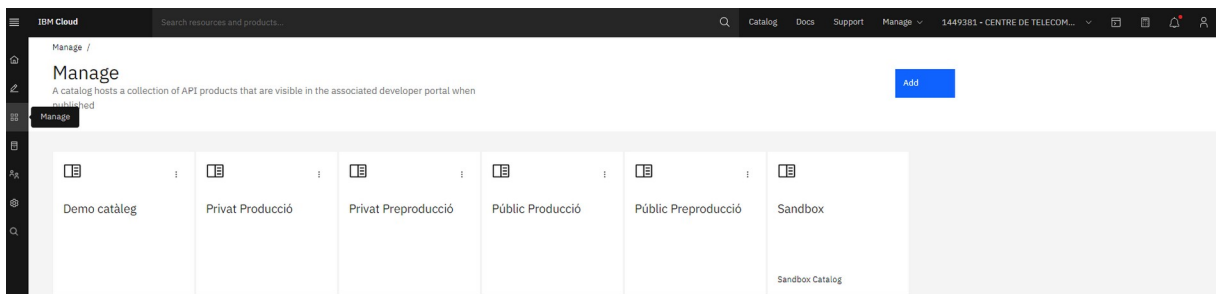 IBM Cloud
Search resources and products...
Catalog
Docs
Support
Manage
1449381 - CENTRE DE TELECOM...
Manage /
Manage
A catalog hosts a collection of API products that are visible in the associated developer portal when
published
Add
Manage
Demo catàleg
Privat Producció
Privat Preproducció
Públic Producció
Públic Preproducció
Sandbox
Sandbox Catalog